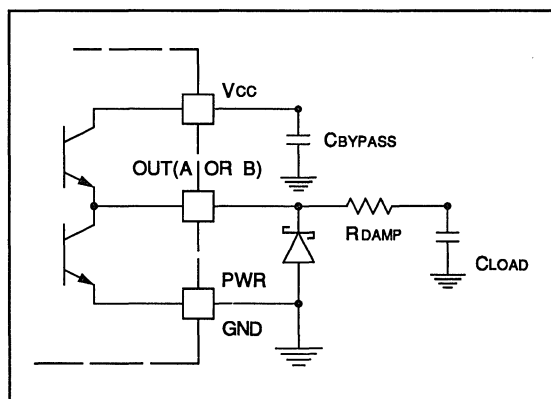 VCC
CBYPASS
OUT(A OR B)
RDAMP
CLOAD
PWR
GND